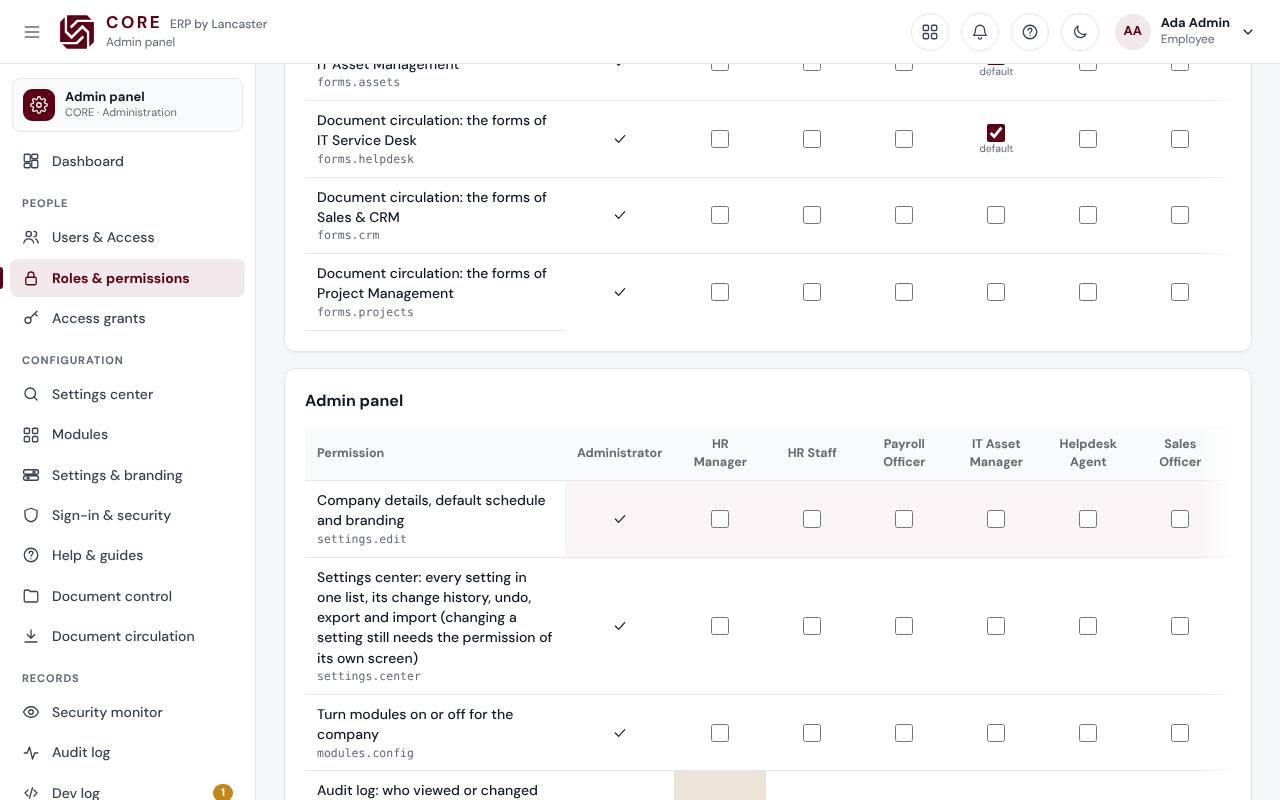 CORE ERP by Lancaster
Admin panel
AA
Ada Admin
Employee
Admin panel
CORE · Administration
Dashboard
PEOPLE
Users & Access
Roles & permissions
Access grants
CONFIGURATION
Settings center
Modules
Settings & branding
Sign-in & security
Help & guides
Document control
Document circulation
RECORDS
Security monitor
Audit log
Dev log 1
IT Asset Management
forms.assets
default
Document circulation: the forms of
IT Service Desk
forms.helpdesk
default
Document circulation: the forms of
Sales & CRM
forms.crm
Document circulation: the forms of
Project Management
forms.projects
Admin panel
Permission Administrator HR Manager HR Staff Payroll Officer IT Asset Manager Helpdesk Agent Sales Officer
Company details, default schedule
and branding
settings.edit
Settings center: every setting in
one list, its change history, undo,
export and import (changing a
setting still needs the permission of
its own screen)
settings.center
Turn modules on or off for the
company
modules.config
Audit log: who viewed or changed